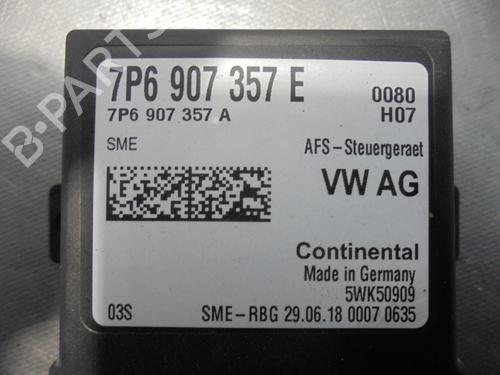 7P6 907 357 E
0080
7P6 907 357 A
H07
SME
AFS-Steuergeraet
VW AG
Continental
Made in Germany
5WK50909
03S
SME-RBG 29.06.18 0007 0635